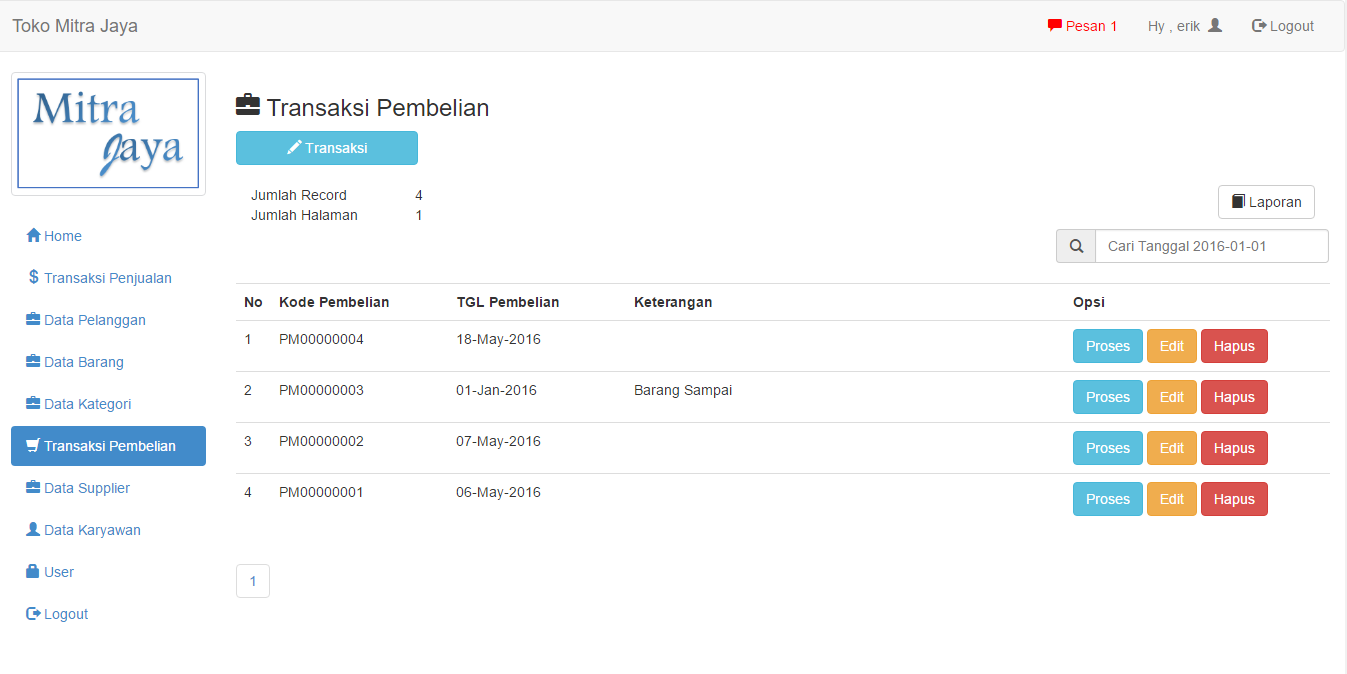 Toko Mitra Jaya
Pesan 1
Hy , erik
Logout
Mitra
Jaya
Home
$ Transaksi Penjualan
Data Pelanggan
Data Barang
Data Kategori
Transaksi Pembelian
Data Supplier
Data Karyawan
User
Logout
Transaksi Pembelian
Transaksi
Jumlah Record 4
Jumlah Halaman 1
Laporan
Cari Tanggal 2016-01-01
No Kode Pembelian TGL Pembelian Keterangan Opsi
1 PM00000004 18-May-2016 Proses Edit Hapus
2 PM00000003 01-Jan-2016 Barang Sampai Proses Edit Hapus
3 PM00000002 07-May-2016 Proses Edit Hapus
4 PM00000001 06-May-2016 Proses Edit Hapus
1